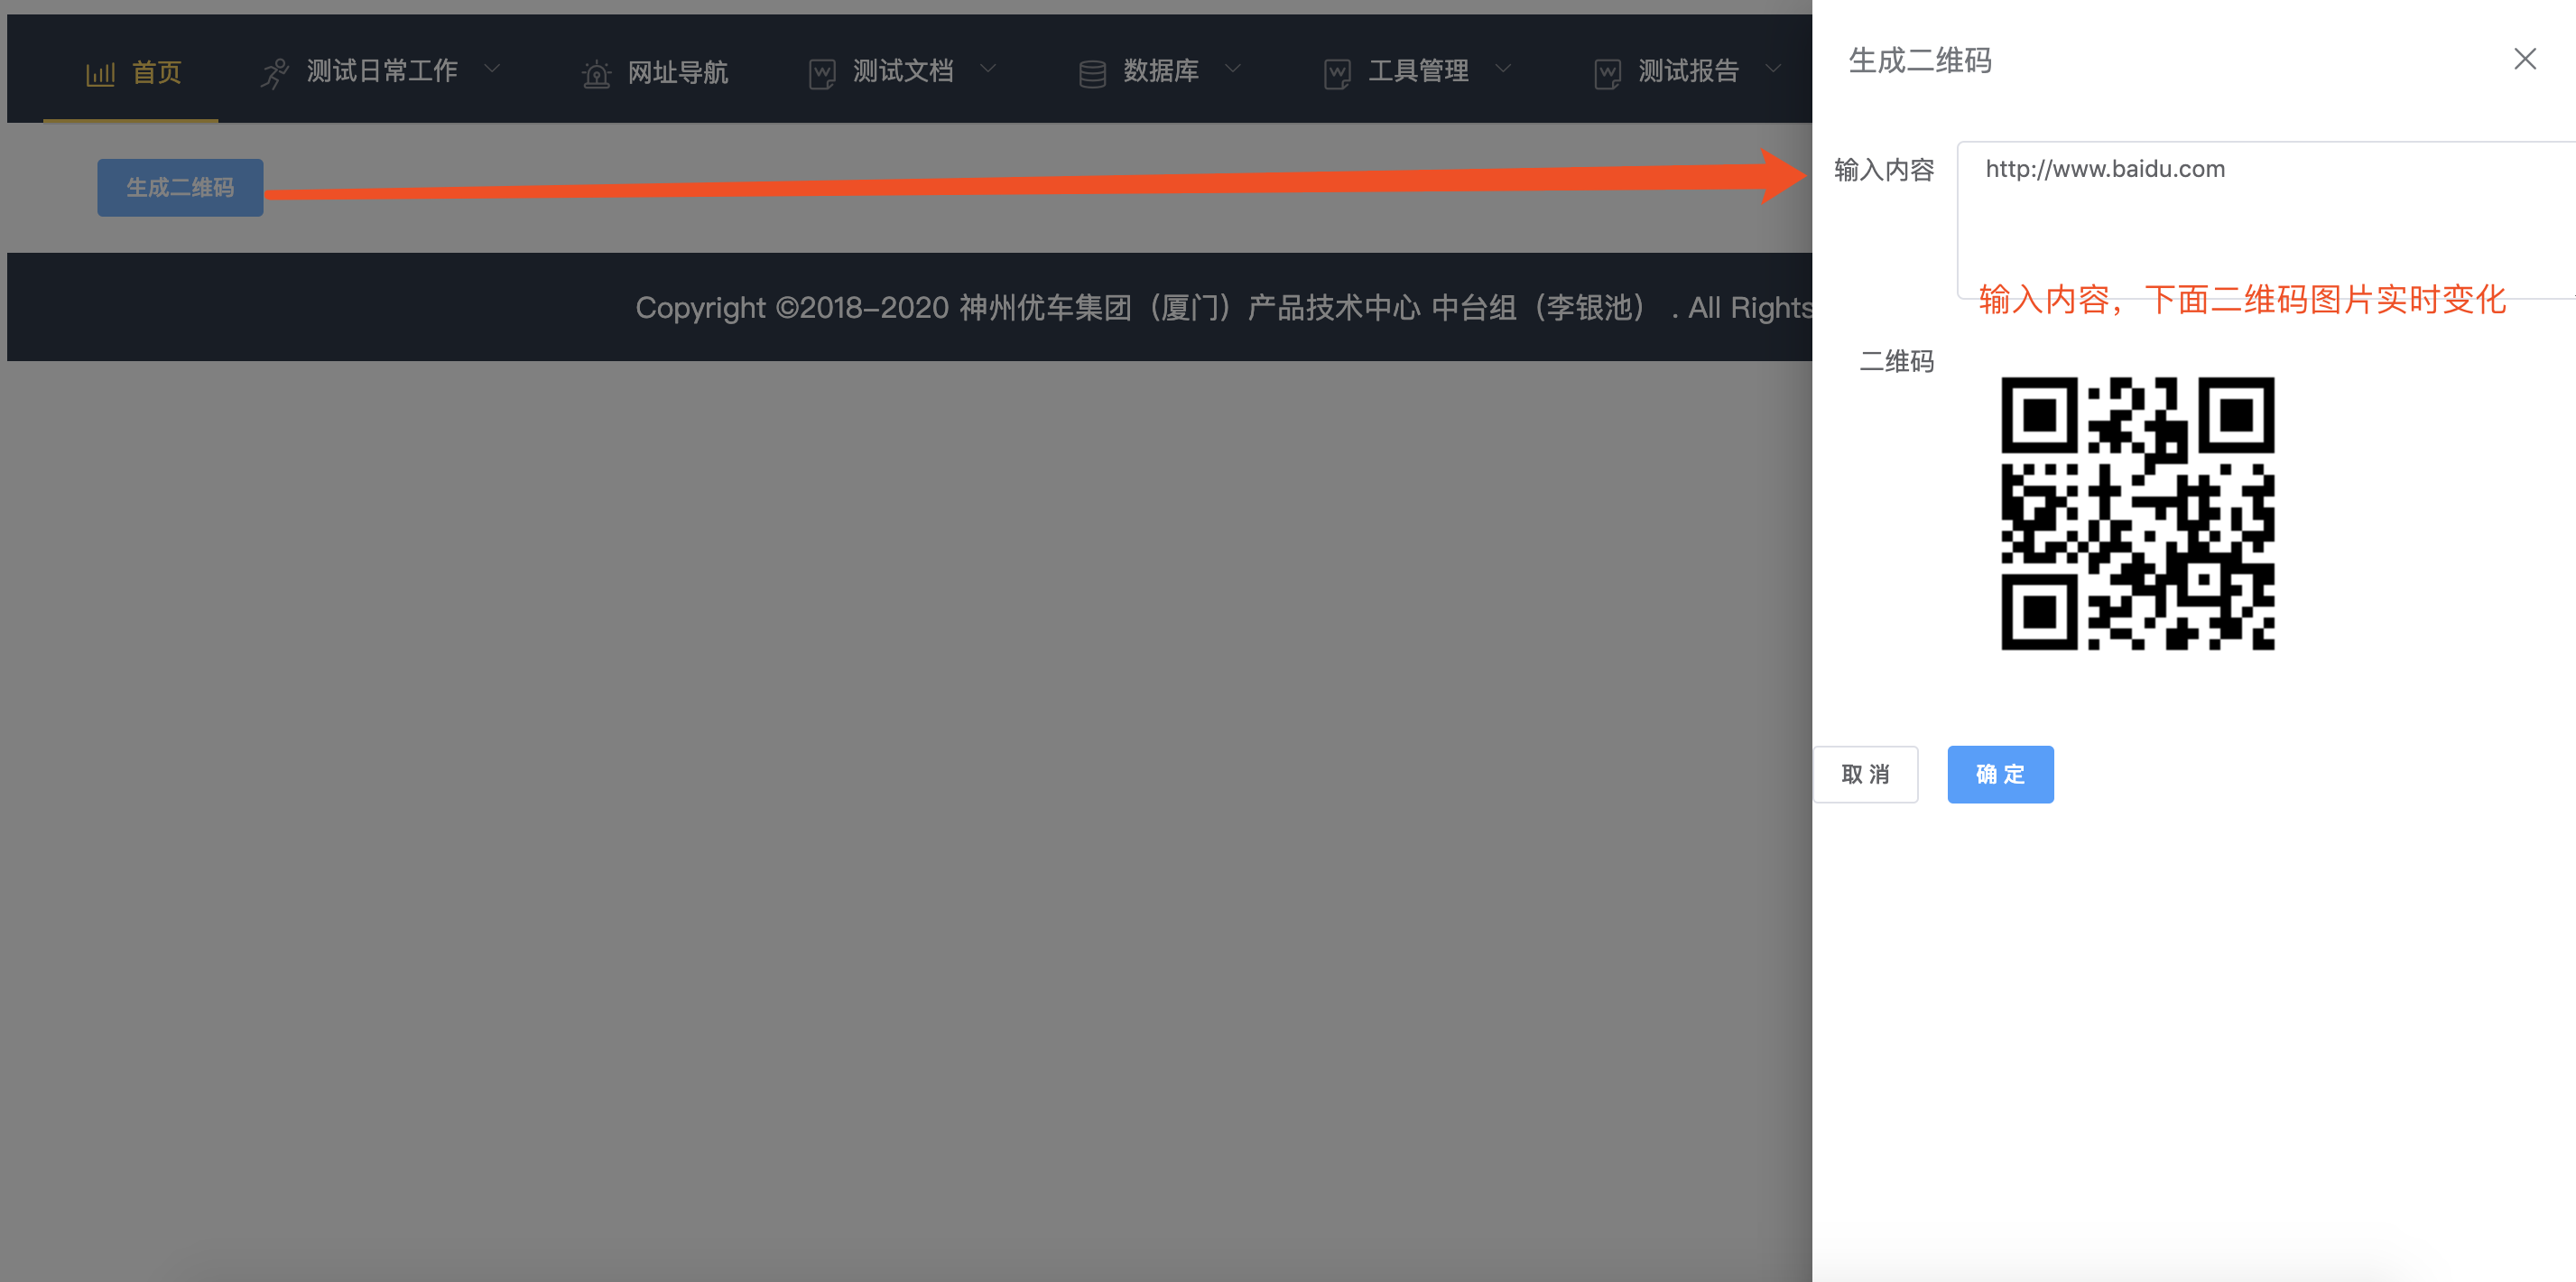 首页 测试日常工作 网址导航 测试文档 数据库 工具管理 测试报告
生成二维码
Copyright ©2018-2020 神州优车集团（厦门）产品技术中心 中台组（李银池） . All Rights
生成二维码
输入内容 http://www.baidu.com
输入内容，下面二维码图片实时变化
二维码
取 消 确 定